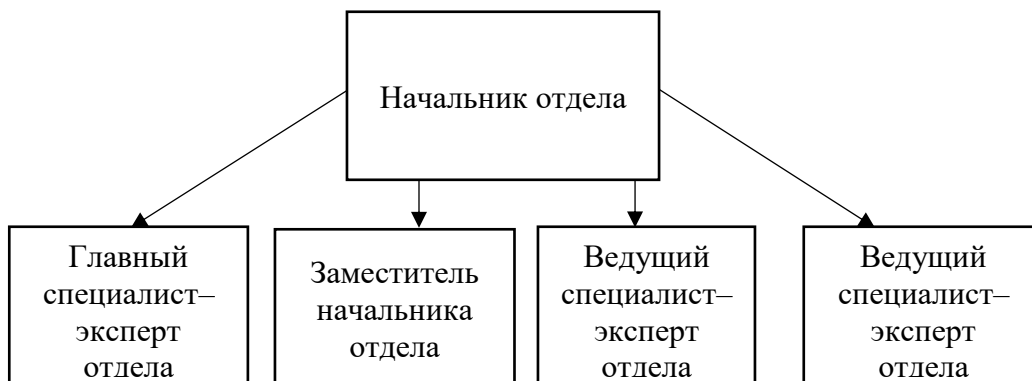 Начальник отдела
Главный
специалист–
эксперт
отдела
Заместитель
начальника
отдела
Ведущий
специалист–
эксперт
отдела
Ведущий
специалист–
эксперт
отдела